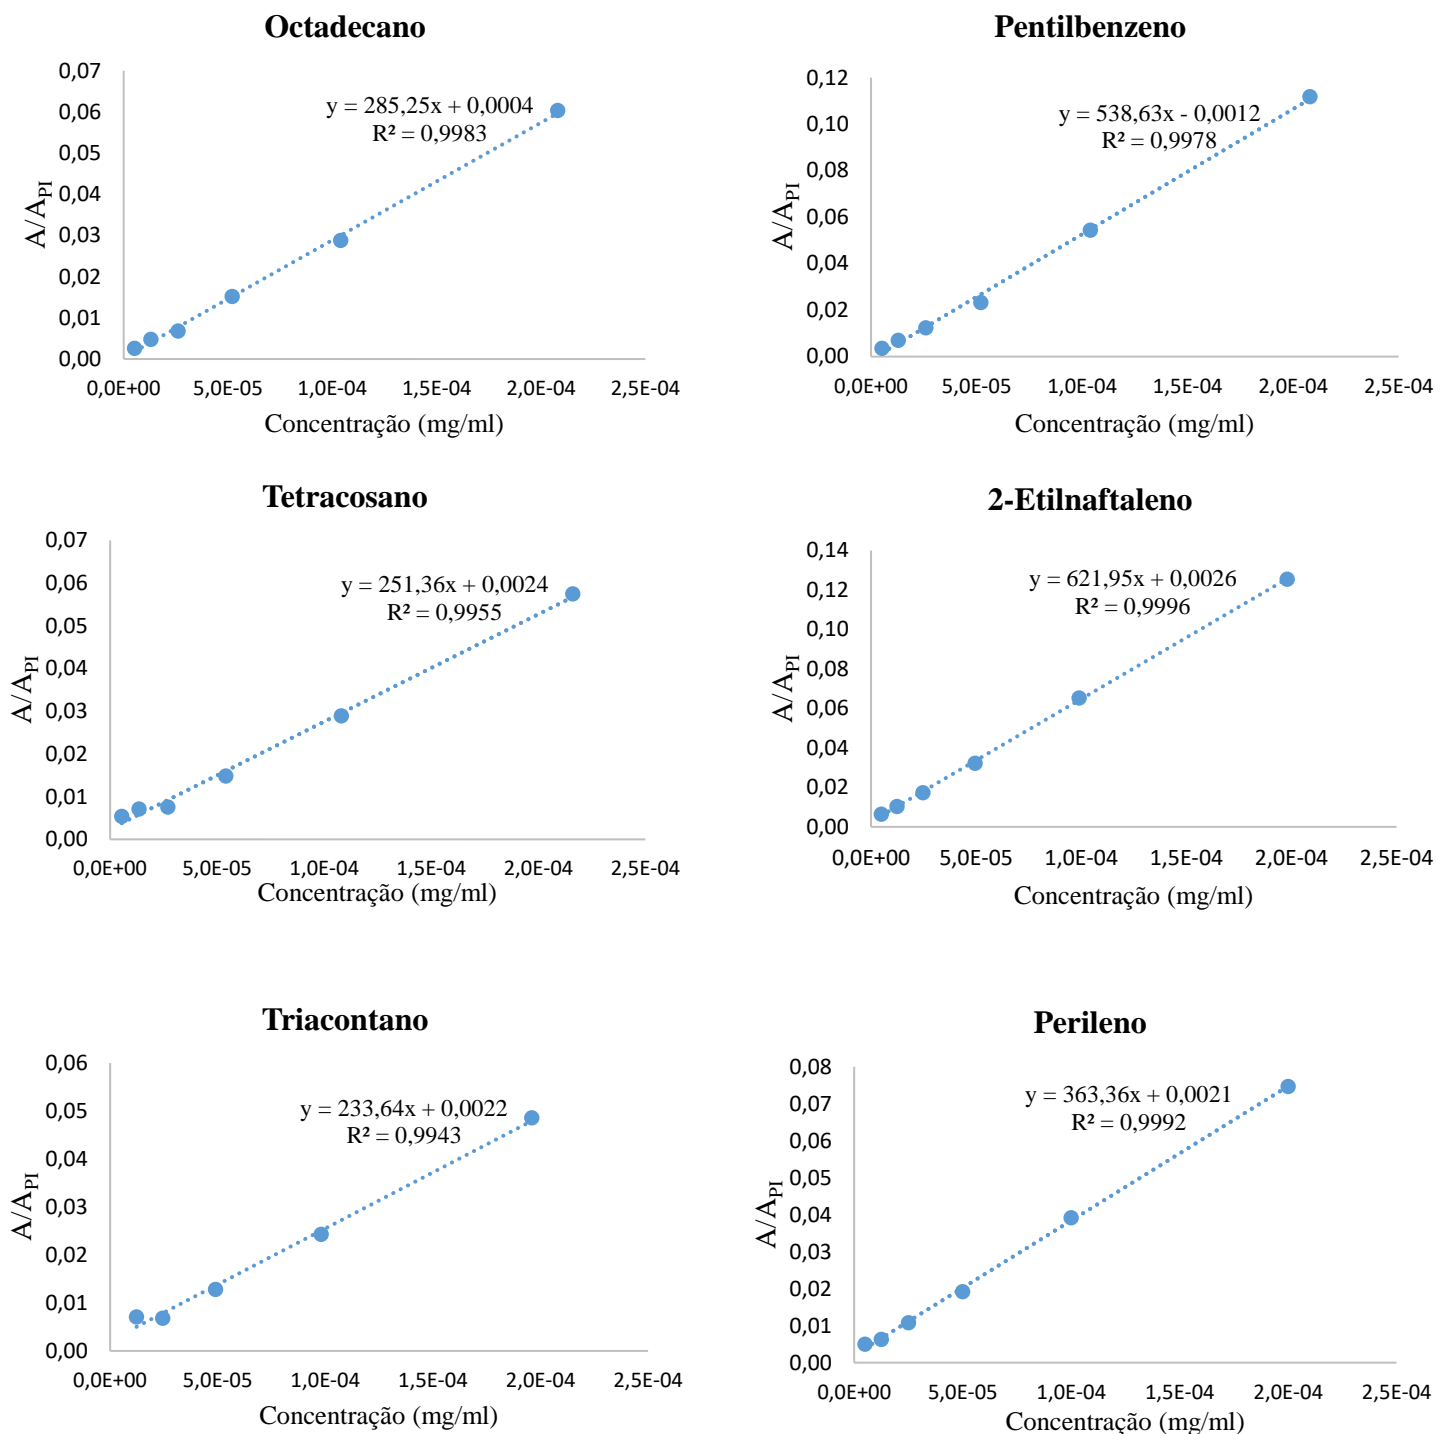 Octadecano
0,07
0,06
0,05
0,04
0,03
0,02
0,01
0,00
A/A_PI
y = 285,25x + 0,0004
R² = 0,9983
0,0E+00 5,0E-05 1,0E-04 1,5E-04 2,0E-04 2,5E-04
Concentração (mg/ml)
Pentilbenzeno
0,12
0,10
0,08
0,06
0,04
0,02
0,00
A/A_PI
y = 538,63x - 0,0012
R² = 0,9978
0,0E+00 5,0E-05 1,0E-04 1,5E-04 2,0E-04 2,5E-04
Concentração (mg/ml)
Tetracosano
0,07
0,06
0,05
0,04
0,03
0,02
0,01
0,00
A/A_PI
y = 251,36x + 0,0024
R² = 0,9955
0,0E+00 5,0E-05 1,0E-04 1,5E-04 2,0E-04 2,5E-04
Concentração (mg/ml)
2-Etilnaftaleno
0,14
0,12
0,10
0,08
0,06
0,04
0,02
0,00
A/A_PI
y = 621,95x + 0,0026
R² = 0,9996
0,0E+00 5,0E-05 1,0E-04 1,5E-04 2,0E-04 2,5E-04
Concentração (mg/ml)
Triacontano
0,06
0,05
0,04
0,03
0,02
0,01
0,00
A/A_PI
y = 233,64x + 0,0022
R² = 0,9943
0,0E+00 5,0E-05 1,0E-04 1,5E-04 2,0E-04 2,5E-04
Concentração (mg/ml)
Perileno
0,08
0,07
0,06
0,05
0,04
0,03
0,02
0,01
0,00
A/A_PI
y = 363,36x + 0,0021
R² = 0,9992
0,0E+00 5,0E-05 1,0E-04 1,5E-04 2,0E-04 2,5E-04
Concentração (mg/ml)